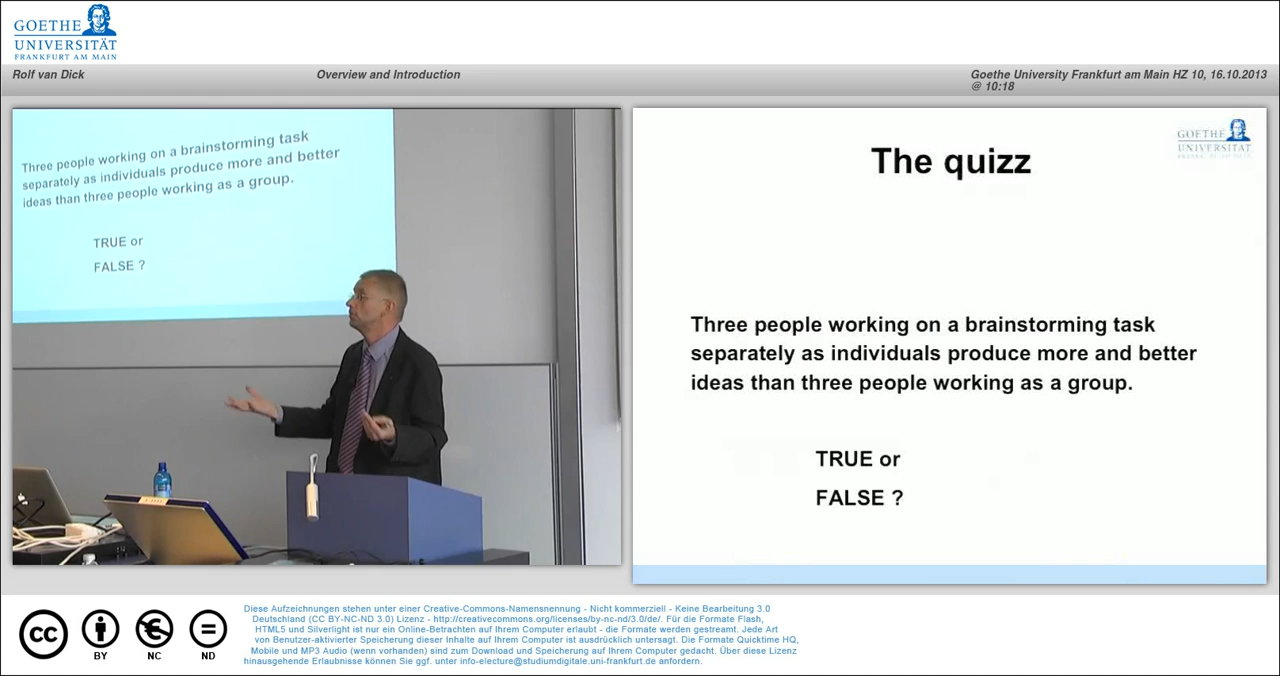 GOETHE
UNIVERSITÄT
FRANKFURT AM MAIN
Rolf van Dick
Overview and Introduction
Goethe University Frankfurt am Main HZ 10, 16.10.2013
@ 10:18
Three people working on a brainstorming task
separately as individuals produce more and better
ideas than three people working as a group.
TRUE or
FALSE ?
GOETHE
UNIVERSITÄT
The quizz
Three people working on a brainstorming task
separately as individuals produce more and better
ideas than three people working as a group.
TRUE or
FALSE ?
cc
BY
NC
ND
Diese Aufzeichnungen stehen unter einer Creative-Commons-Namensnennung - Nicht kommerziell - Keine Bearbeitung 3.0
Deutschland (CC BY-NC-ND 3.0) Lizenz - http://creativecommons.org/licenses/by-nc-nd/3.0/de/. Für die Formate Flash,
HTML5 und Silverlight ist nur ein Online-Betrachten auf Ihrem Computer erlaubt - die Formate werden gestreamt. Jede Art
von Benutzer-aktivierter Speicherung dieser Inhalte auf Ihrem Computer ist ausdrücklich untersagt. Die Formate Quicktime HQ,
Mobile und MP3 Audio (wenn vorhanden) sind zum Download und Speicherung auf Ihrem Computer gedacht. Über diese Lizenz
hinausgehende Erlaubnisse können Sie ggf. unter info-electure@studiumdigitale.uni-frankfurt.de anfordern.